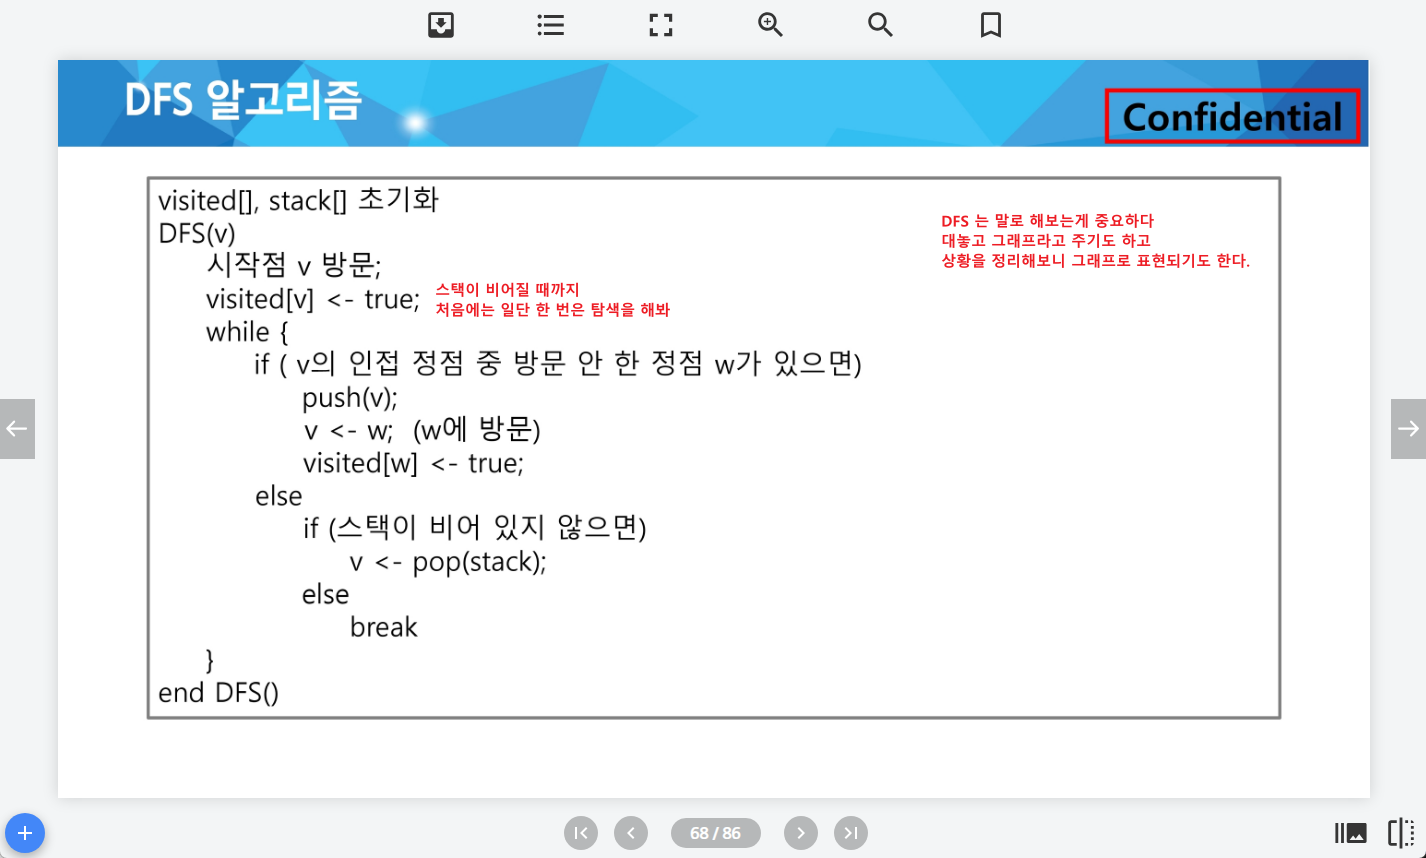 DFS 알고리즘
Confidential
visited[], stack[] 초기화
DFS(v)
시작점 v 방문;
visited[v] <- true;
while {
if ( v의 인접 정점 중 방문 안 한 정점 w가 있으면)
push(v);
v <- w; (w에 방문)
visited[w] <- true;
else
if (스택이 비어 있지 않으면)
v <- pop(stack);
else
break
}
end DFS()
DFS 는 말로 해보는게 중요하다
대놓고 그래프라고 주기도 하고
상황을 정리해보니 그래프로 표현되기도 한다.
스택이 비어질 때까지
처음에는 일단 한 번은 탐색을 해봐
68 / 86